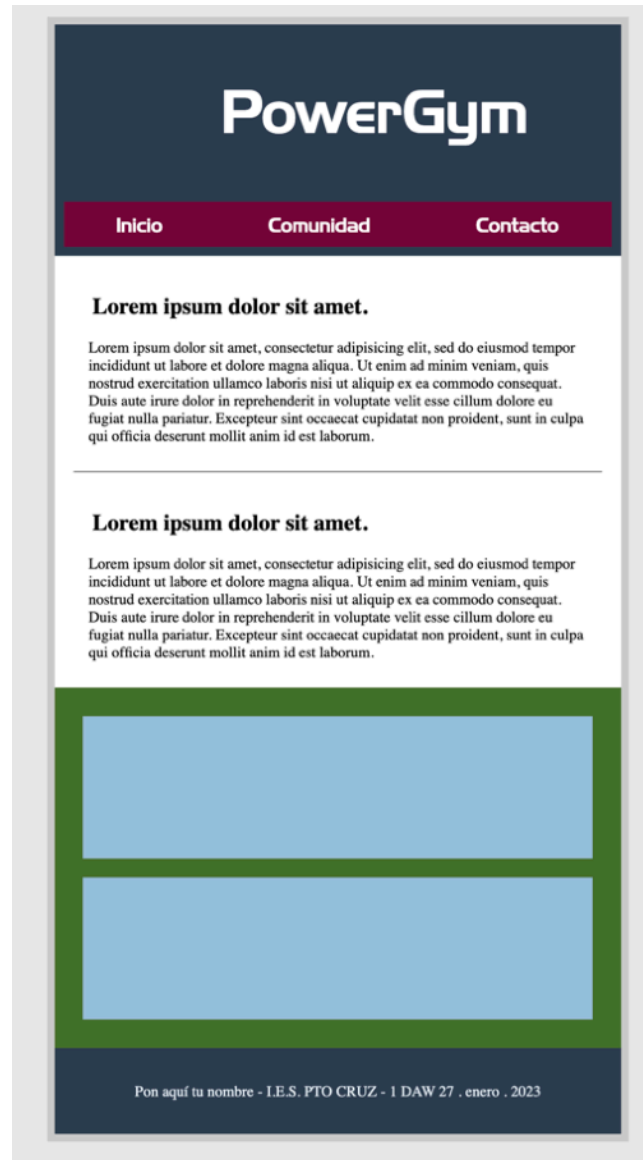 PowerGym
Inicio Comunidad Contacto
Lorem ipsum dolor sit amet.
Lorem ipsum dolor sit amet, consectetur adipisicing elit, sed do eiusmod tempor
incididunt ut labore et dolore magna aliqua. Ut enim ad minim veniam, quis
nostrud exercitation ullamco laboris nisi ut aliquip ex ea commodo consequat.
Duis aute irure dolor in reprehenderit in voluptate velit esse cillum dolore eu
fugiat nulla pariatur. Excepteur sint occaecat cupidatat non proident, sunt in culpa
qui officia deserunt mollit anim id est laborum.
Lorem ipsum dolor sit amet.
Lorem ipsum dolor sit amet, consectetur adipisicing elit, sed do eiusmod tempor
incididunt ut labore et dolore magna aliqua. Ut enim ad minim veniam, quis
nostrud exercitation ullamco laboris nisi ut aliquip ex ea commodo consequat.
Duis aute irure dolor in reprehenderit in voluptate velit esse cillum dolore eu
fugiat nulla pariatur. Excepteur sint occaecat cupidatat non proident, sunt in culpa
qui officia deserunt mollit anim id est laborum.
Pon aquí tu nombre - I.E.S. PTO CRUZ - 1 DAW 27 . enero . 2023